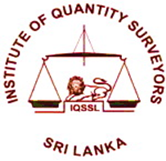 INSTITUTE OF QUANTITY SURVEYORS
IQSSL
SRI LANKA